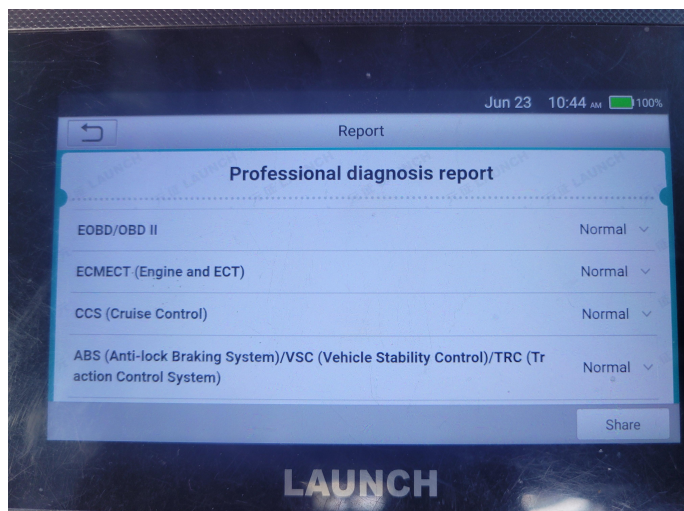 Jun 23 10:44 AM 100%
Report
Professional diagnosis report
EOBD/OBD II Normal
ECMECT (Engine and ECT) Normal
CCS (Cruise Control) Normal
ABS (Anti-lock Braking System)/VSC (Vehicle Stability Control)/TRC (Tr
action Control System) Normal
Share
LAUNCH